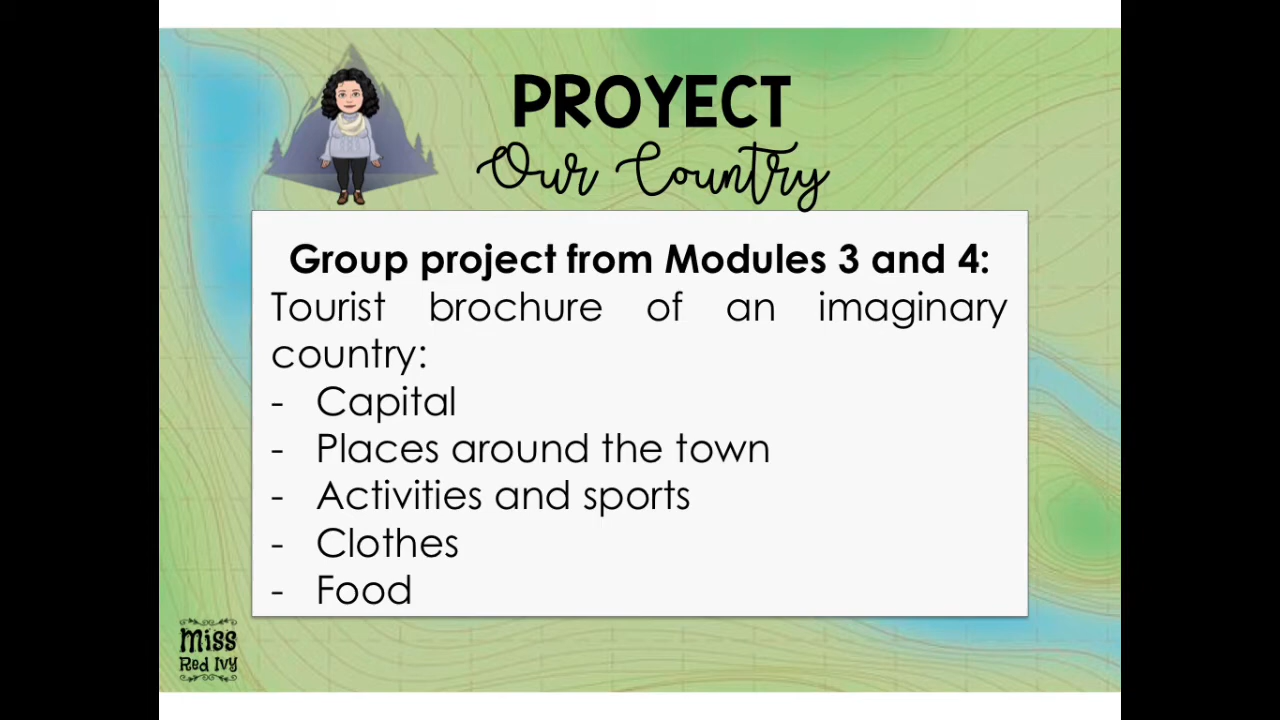 PROYECT
Our Country
Group project from Modules 3 and 4:
Tourist brochure of an imaginary
country:
- Capital
- Places around the town
- Activities and sports
- Clothes
- Food
Miss
Red Ivy